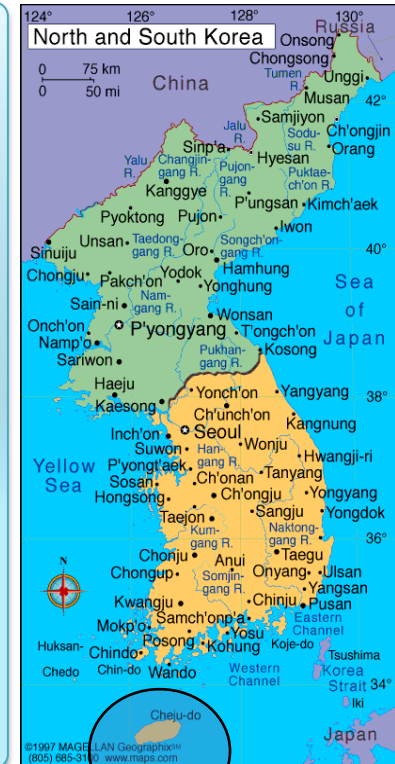 124°
128°
130°
Russia
North and South Korea
Onsong
Chongsong
0 75 km
0 50 mi
China
Tumen
R.
Unggi
Musan
42°
Samjiyon
Jalu
R.
Sodu-
su R.
Ch'ongjin
Orang
Sinp'a
Yalu
R.
Changjin-
gang R.
Pujon-
gang
R.
Hyesan
Puktae-
ch'on R.
Kanggye
P'ungsan
Kimch'aek
Pyoktong
Pujon
Iwon
Unsan
Taedong-
gang R.
Songch'on-
gang R.
Oro
40°
Sinuiju
Hamhung
Chongju
Pakch'on
Yodok
Yonghung
Sea
of
Japan
Sain-ni
Nam-
gang R.
Wonsan
Onch'on
P'yongyang
T'ongch'on
Namp'o
Sariwon
Pukhan-
gang R.
Kosong
Haeju
Kaesong
38°
Yonch'on
Yangyang
Ch'unch'on
Kangnung
Inch'on
Seoul
Suwon
Han-
gang R.
Wonju
Hwangji-ri
Yellow
Sea
P'yongt'aek
Tanyang
Sosan
Ch'onan
Hongsong
Ch'ongju
Yongyang
Sangju
Yongdok
Taejon
Naktong-
gang R.
36°
Kum-
gang R.
Chonju
Taegu
N
Anui
Chongup
Somjin-
gang R.
Onyang
Ulsan
Yangsan
Kwangju
Chinju
Pusan
Samch'onp'a
Eastern
Channel
Mokp'o
Posong
Yosu
Kohung
Koje-do
Huksan-
Chedo
Chindo
Chin-do
Wando
Western
Channel
Tsushima
Korea
Strait
34°
Iki
Cheju-do
Japan
©1997 MAGELLAN Geographix℠
(805) 685-3100 www.maps.com